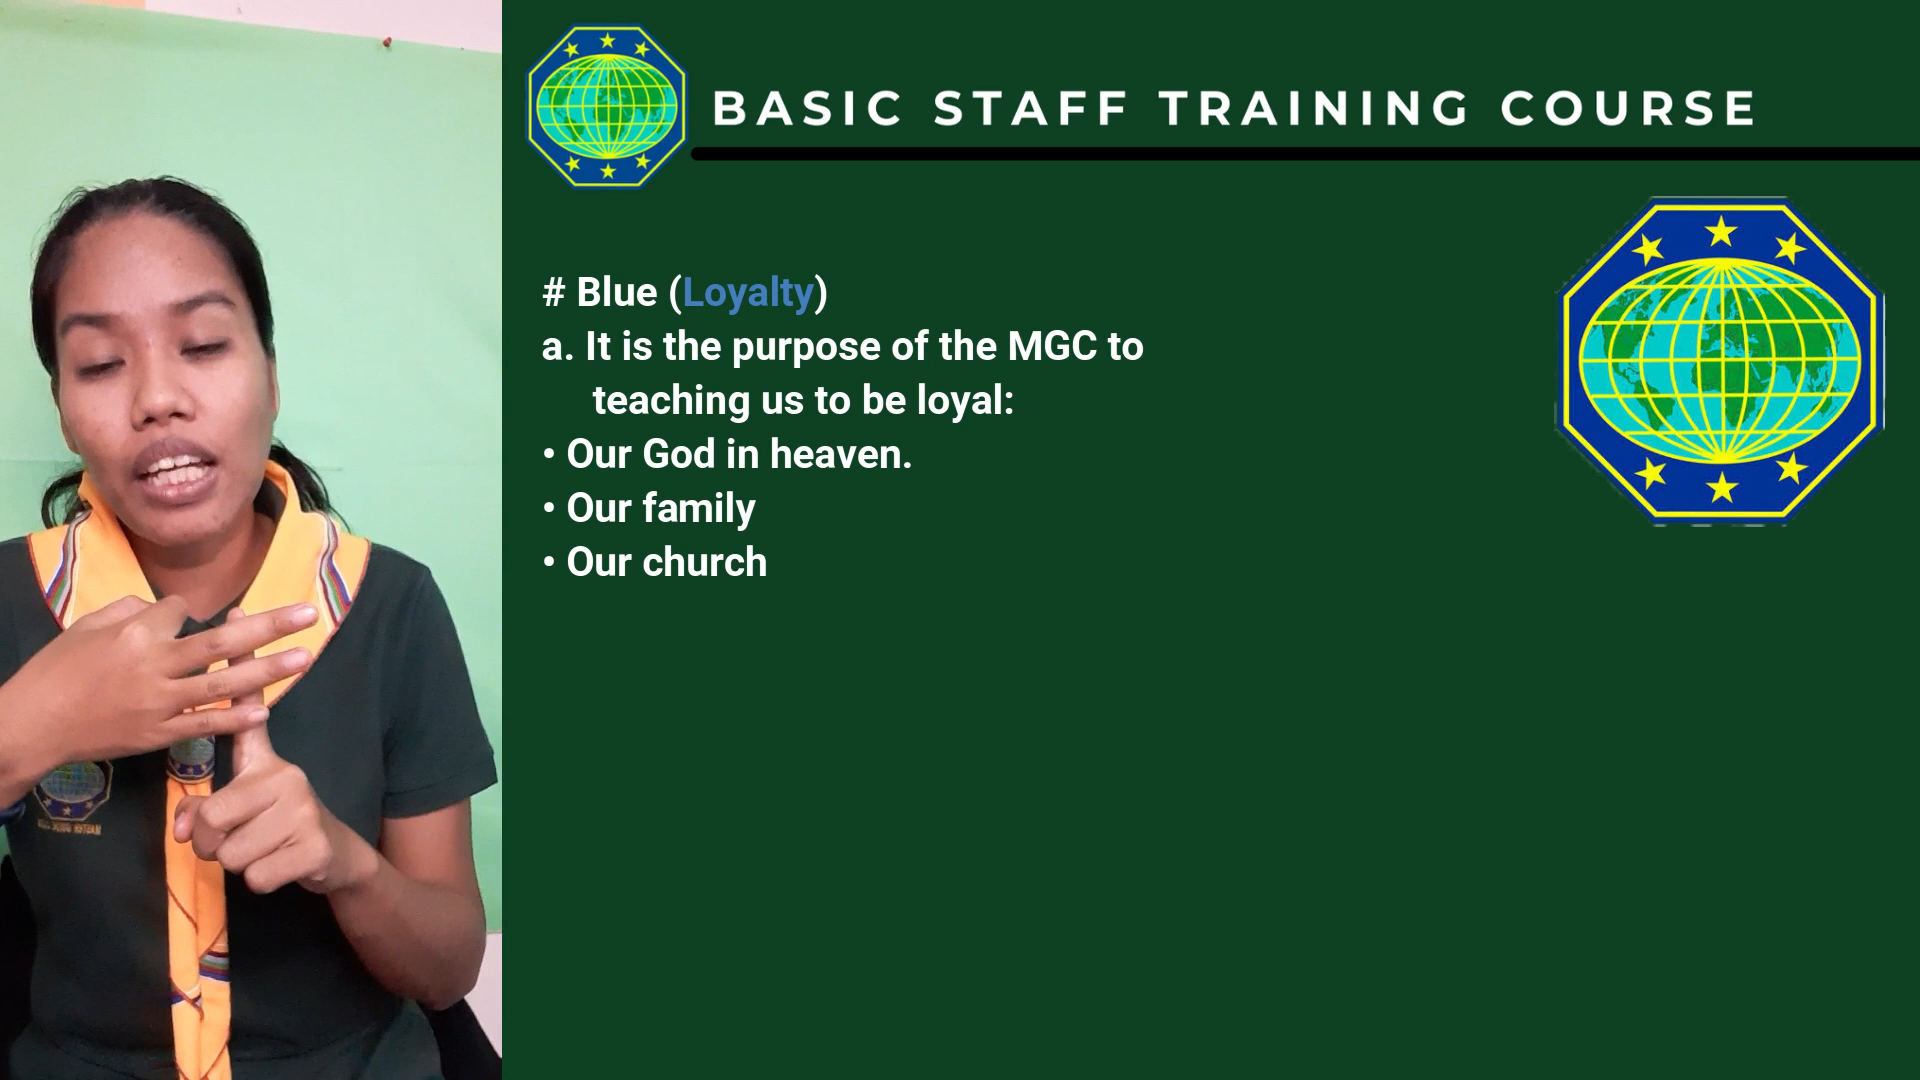 BASIC STAFF TRAINING COURSE
# Blue (Loyalty)
a. It is the purpose of the MGC to
teaching us to be loyal:
• Our God in heaven.
• Our family
• Our church